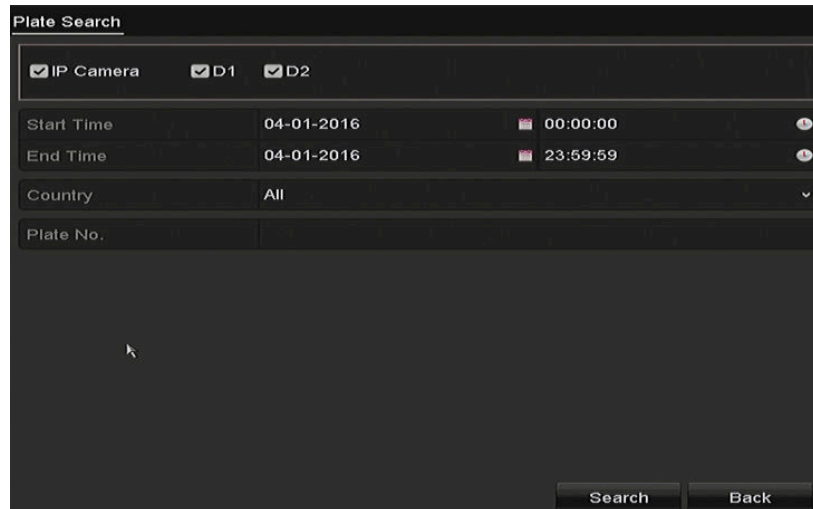 Plate Search
IP Camera D1 D2
Start Time 04-01-2016 00:00:00
End Time 04-01-2016 23:59:59
Country All
Plate No.
Search Back